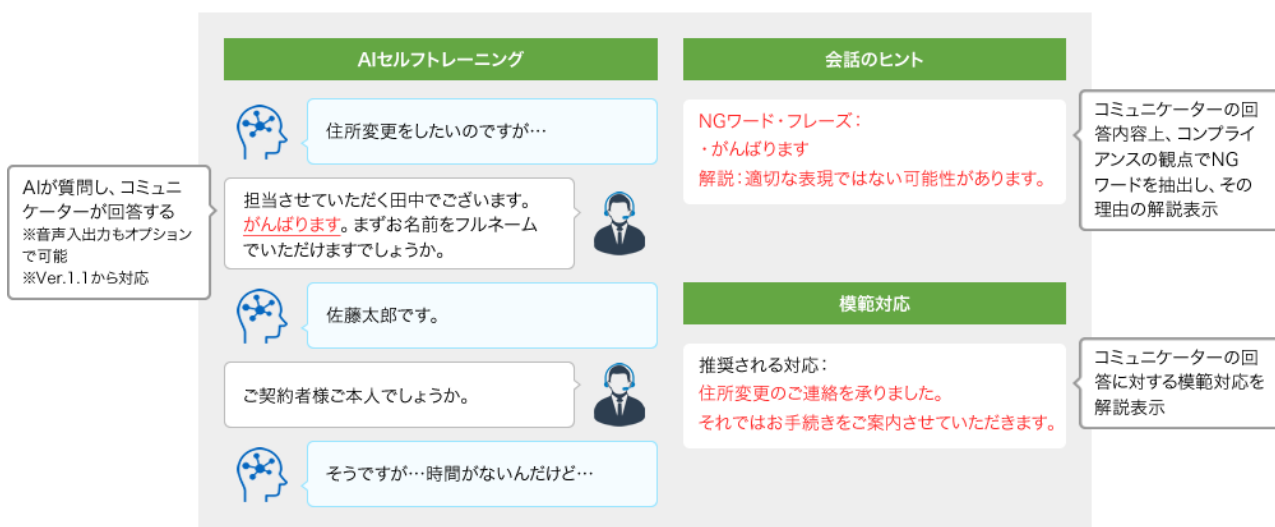 AIセルフトレーニング
住所変更をしたいのですが…
担当させていただく田中でございます。
がんばります。まずお名前をフルネーム
でいただけますでしょうか。
佐藤太郎です。
ご契約者様ご本人でしょうか。
そうですが…時間がないんだけど…
AIが質問し、コミュニ
ケーターが回答する
※音声入出力もオプション
で可能
※Ver.1.1から対応
会話のヒント
NGワード・フレーズ：
・がんばります
解説：適切な表現ではない可能性があります。
コミュニケーターの回
答内容上、コンプライ
アンスの観点でNG
ワードを抽出し、その
理由の解説表示
模範対応
推奨される対応：
住所変更のご連絡を承りました。
それではお手続きをご案内させていただきます。
コミュニケーターの回
答に対する模範対応を
解説表示